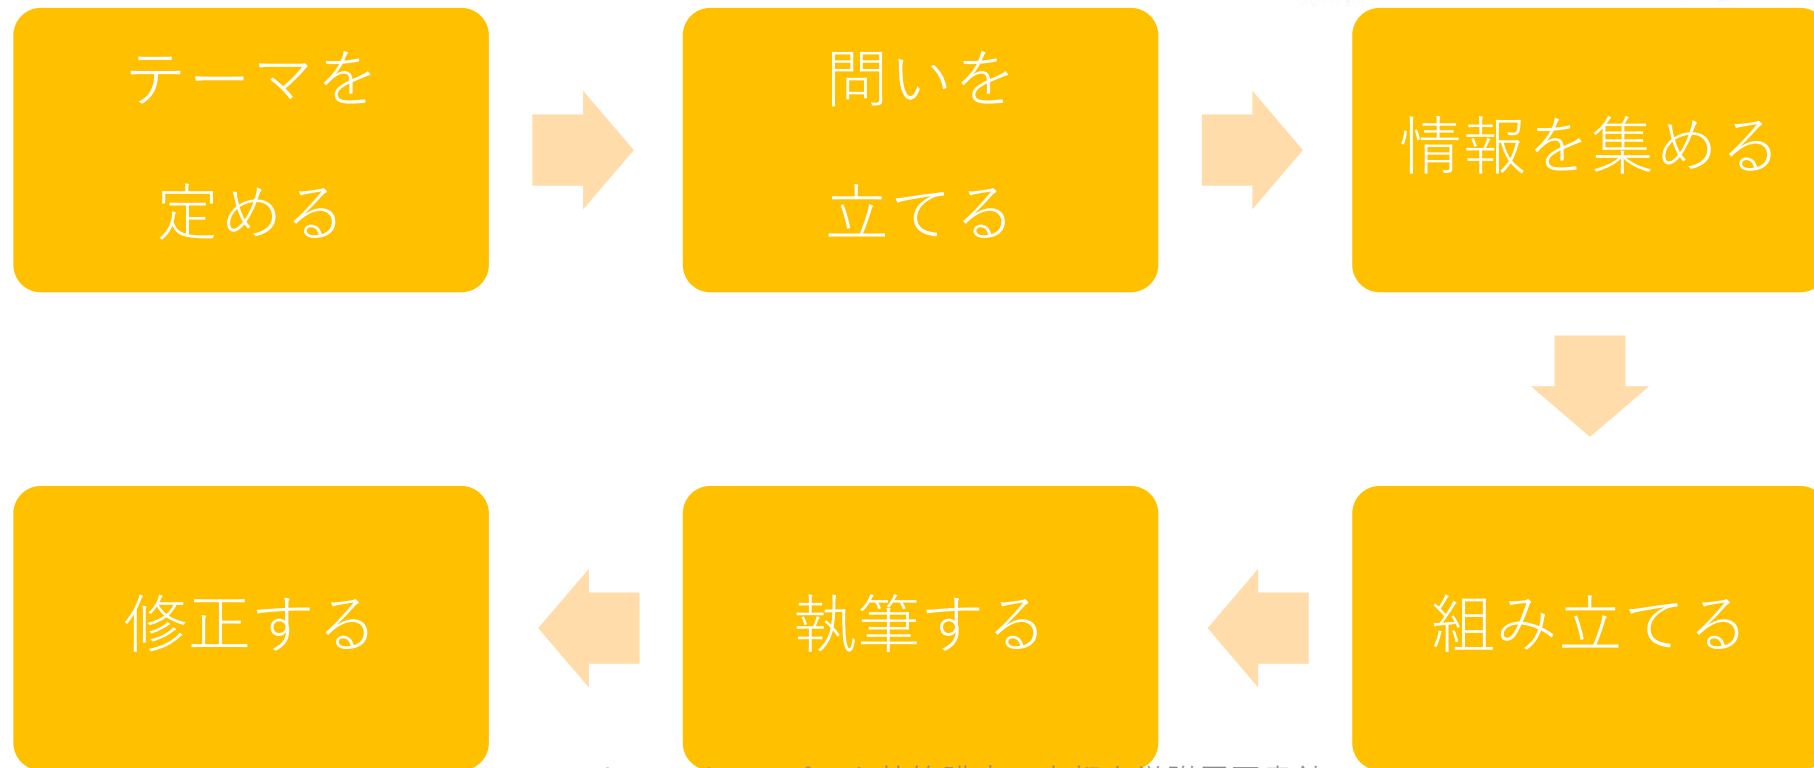 テーマを
定める
問いを
立てる
情報を集める
組み立てる
執筆する
修正する